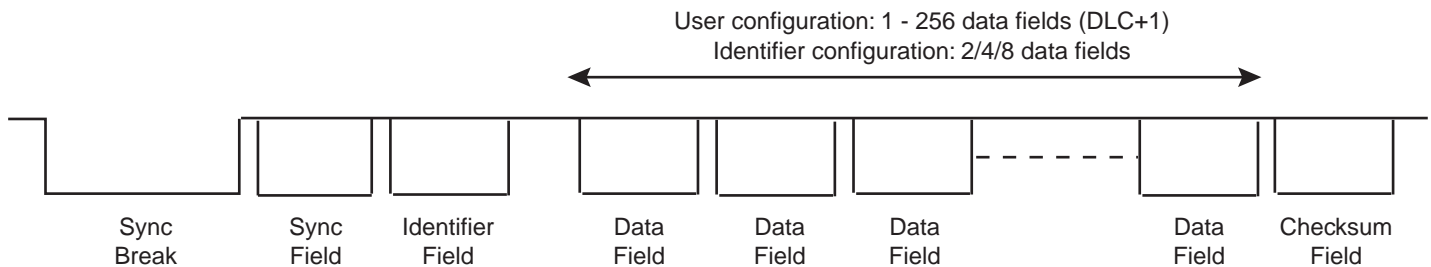 User configuration: 1 - 256 data fields (DLC+1)
Identifier configuration: 2/4/8 data fields
Sync
Break
Sync
Field
Identifier
Field
Data
Field
Data
Field
Data
Field
Data
Field
Checksum
Field